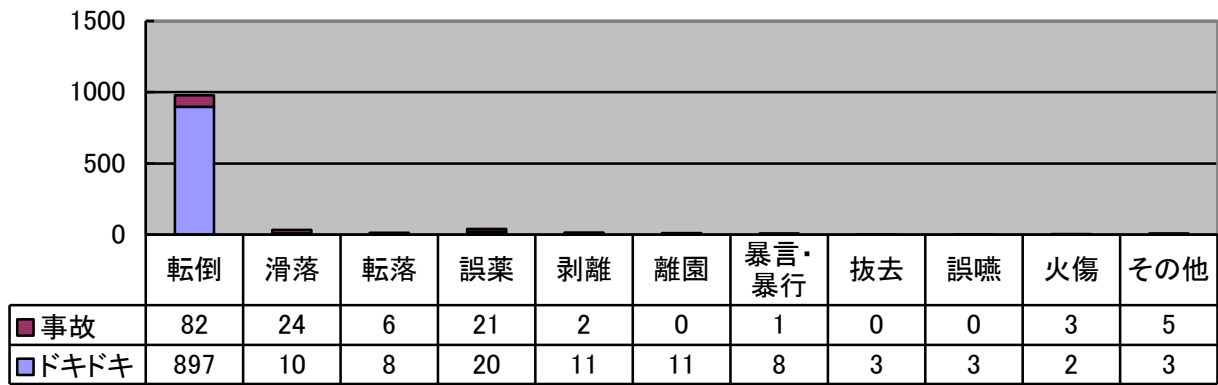 1500
1000
500
0
転倒 滑落 転落 誤薬 剥離 離園 暴言・暴行 抜去 誤嚥 火傷 その他
事故 82 24 6 21 2 0 1 0 0 3 5
ドキドキ 897 10 8 20 11 11 8 3 3 2 3